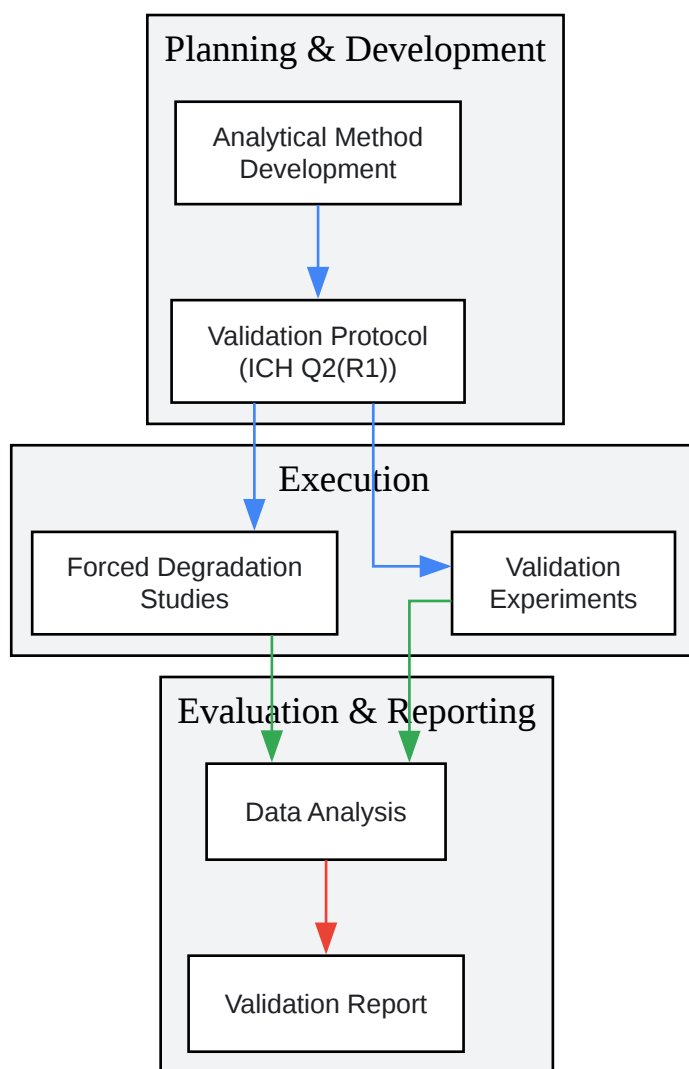 Planning & Development
Analytical Method
Development
Validation Protocol
(ICH Q2(R1))
Execution
Forced Degradation
Studies
Validation
Experiments
Evaluation & Reporting
Data Analysis
Validation Report